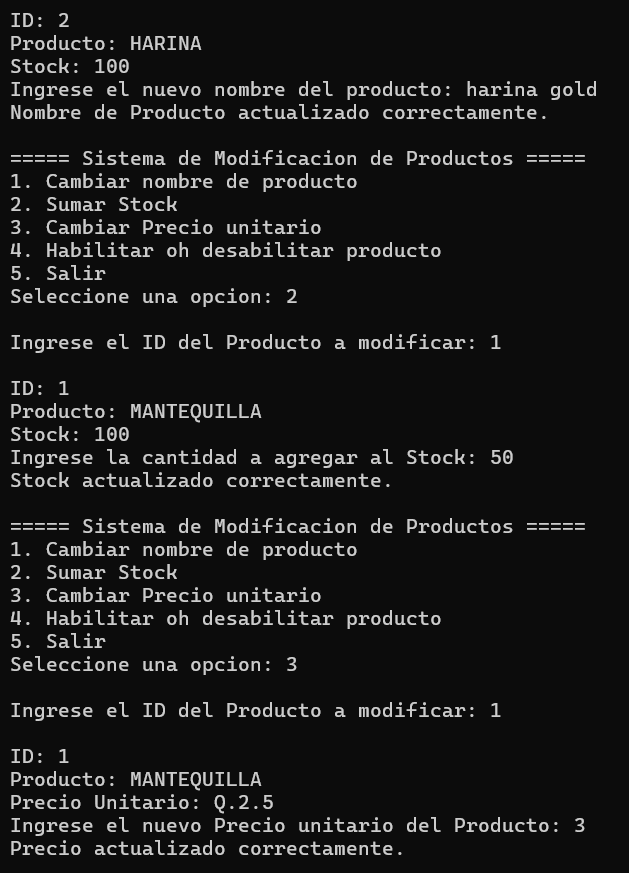 ID: 2
Producto: HARINA
Stock: 100
Ingrese el nuevo nombre del producto: harina gold
Nombre de Producto actualizado correctamente.
===== Sistema de Modificacion de Productos =====
1. Cambiar nombre de producto
2. Sumar Stock
3. Cambiar Precio unitario
4. Habilitar oh desabilitar producto
5. Salir
Seleccione una opcion: 2
Ingrese el ID del Producto a modificar: 1
ID: 1
Producto: MANTEQUILLA
Stock: 100
Ingrese la cantidad a agregar al Stock: 50
Stock actualizado correctamente.
===== Sistema de Modificacion de Productos =====
1. Cambiar nombre de producto
2. Sumar Stock
3. Cambiar Precio unitario
4. Habilitar oh desabilitar producto
5. Salir
Seleccione una opcion: 3
Ingrese el ID del Producto a modificar: 1
ID: 1
Producto: MANTEQUILLA
Precio Unitario: Q.2.5
Ingrese el nuevo Precio unitario del Producto: 3
Precio actualizado correctamente.